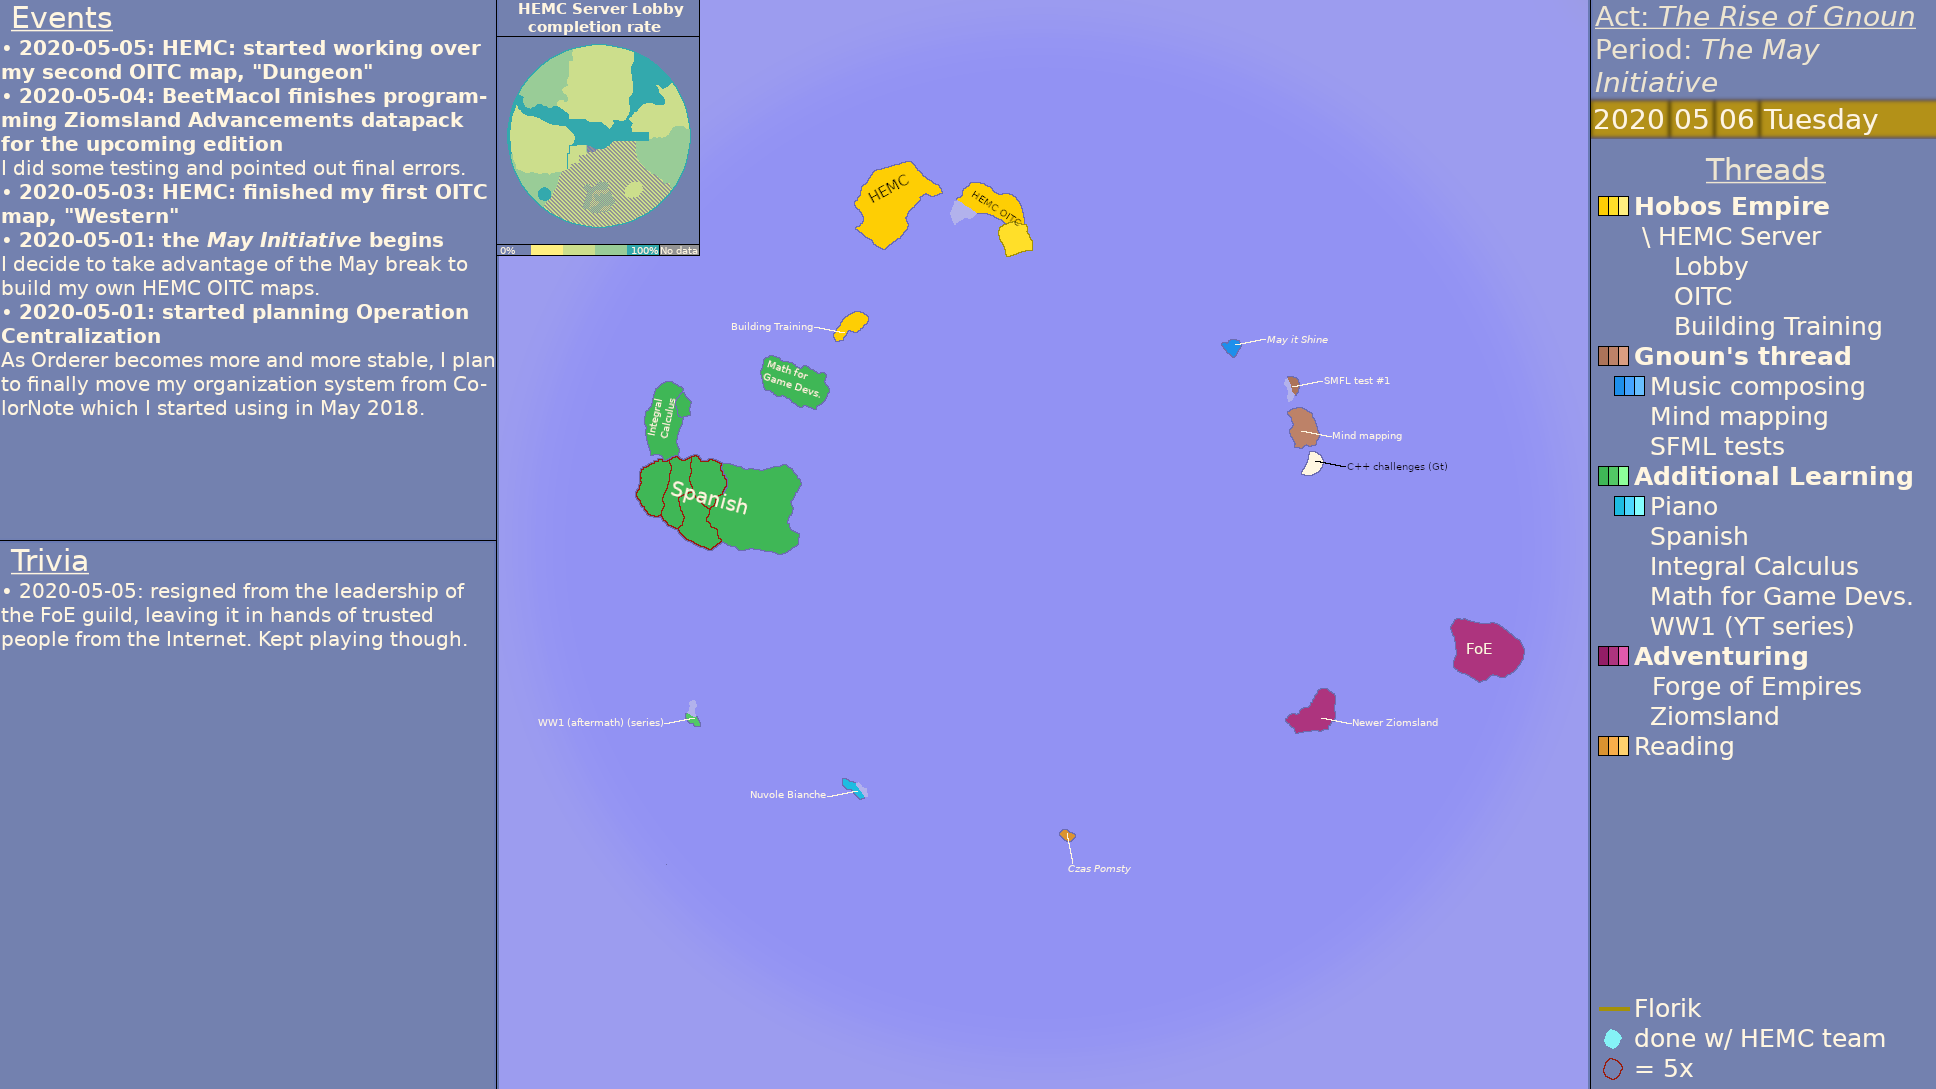 Events
• 2020-05-05: HEMC: started working over
my second OITC map, "Dungeon"
• 2020-05-04: BeetMacol finishes program-
ming Ziomsland Advancements datapack
for the upcoming edition
I did some testing and pointed out final errors.
• 2020-05-03: HEMC: finished my first OITC
map, "Western"
• 2020-05-01: the May Initiative begins
I decide to take advantage of the May break to
build my own HEMC OITC maps.
• 2020-05-01: started planning Operation
Centralization
As Orderer becomes more and more stable, I plan
to finally move my organization system from Co-
lorNote which I started using in May 2018.
Trivia
• 2020-05-05: resigned from the leadership of
the FoE guild, leaving it in hands of trusted
people from the Internet. Kept playing though.
HEMC Server Lobby
completion rate
0% 100% No data
HEMC
HEMC OITC
Building Training
Math for
Game Devs.
Integral
Calculus
Spanish
May it Shine
SMFL test #1
Mind mapping
C++ challenges (Gt)
FoE
Newer Ziomsland
WW1 (aftermath) (series)
Nuvole Bianche
Czas Pomsty
Act: The Rise of Gnoun
Period: The May
Initiative
2020 05 06 Tuesday
Threads
Hobos Empire
\ HEMC Server
Lobby
OITC
Building Training
Gnoun's thread
Music composing
Mind mapping
SFML tests
Additional Learning
Piano
Spanish
Integral Calculus
Math for Game Devs.
WW1 (YT series)
Adventuring
Forge of Empires
Ziomsland
Reading
Florik
done w/ HEMC team
= 5x